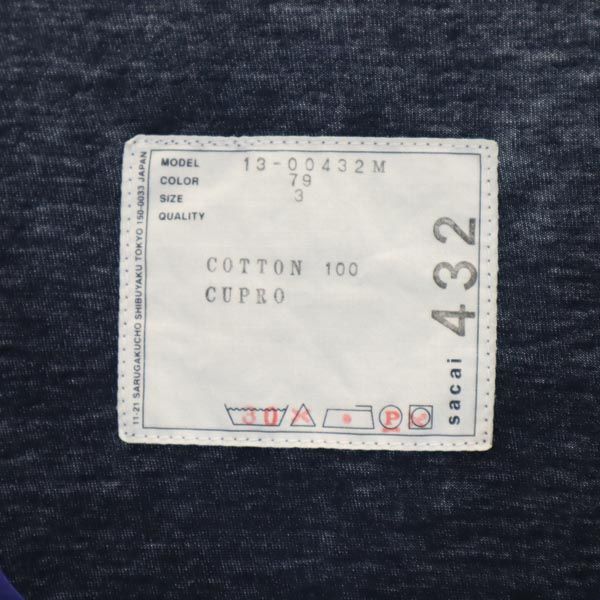 MODEL 13-00432M
COLOR 79
SIZE 3
QUALITY
COTTON 100
CUPRO
30
P
11-21 SARUGAKUCHO SHIBUYAKU TOKYO 150-0033 JAPAN
sacai 432